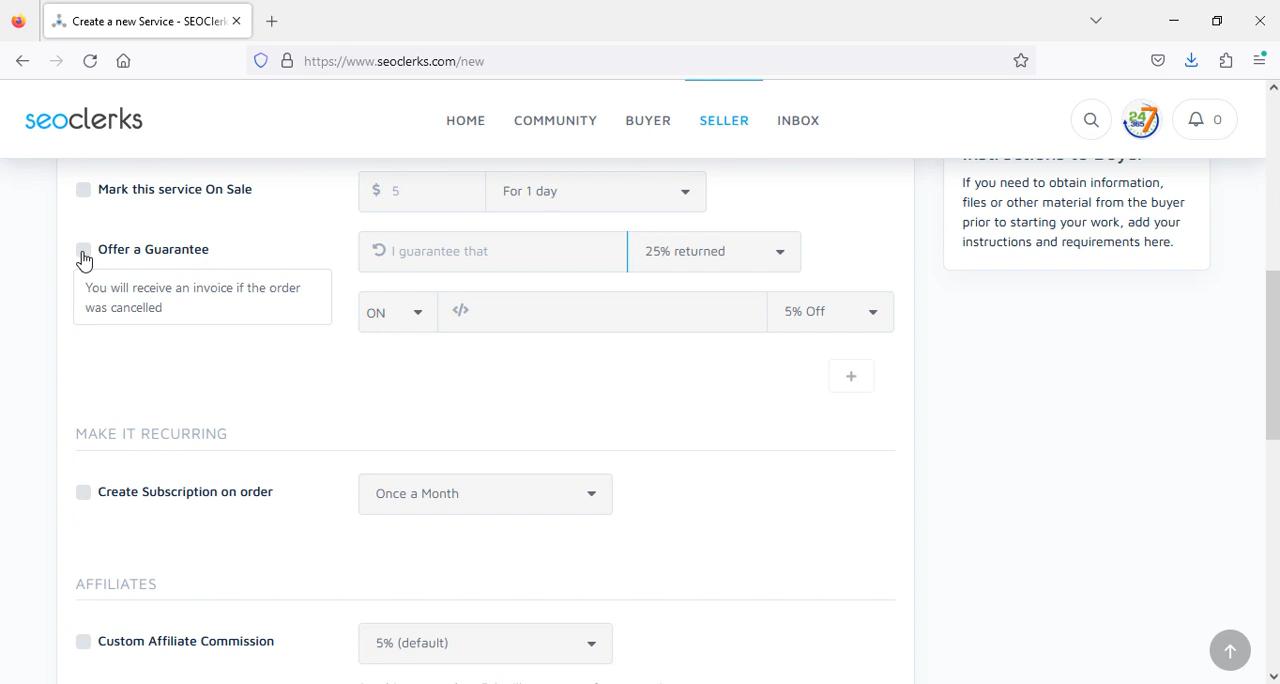 Create a new Service - SEOCler
https://www.seoclerks.com/new
seoclerks
HOME
COMMUNITY
BUYER
SELLER
INBOX
24 7
365
0
Mark this service On Sale
$ 5
For 1 day
Instructions to Buyer
If you need to obtain information,
files or other material from the buyer
prior to starting your work, add your
instructions and requirements here.
Offer a Guarantee
I guarantee that
25% returned
You will receive an invoice if the order
was cancelled
ON
</>
5% Off
+
MAKE IT RECURRING
Create Subscription on order
Once a Month
AFFILIATES
Custom Affiliate Commission
5% (default)